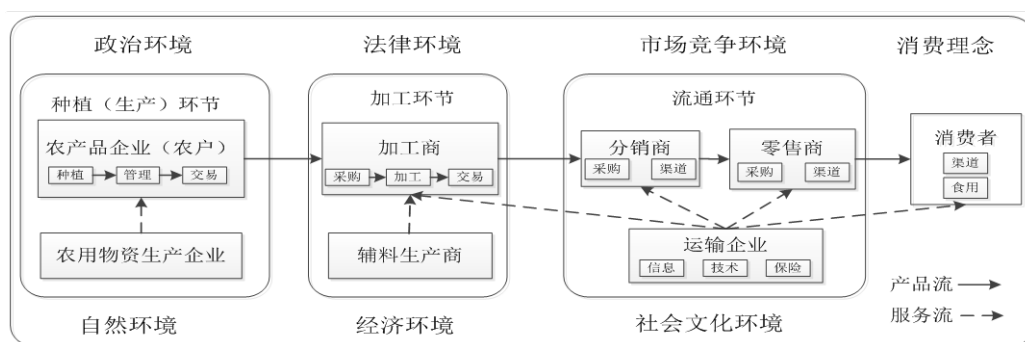 政治环境
法律环境
市场竞争环境
消费理念
种植（生产）环节
农产品企业（农户）
种植
管理
交易
农用物资生产企业
加工环节
加工商
采购
加工
交易
辅料生产商
流通环节
分销商
采购
渠道
零售商
采购
渠道
运输企业
信息
技术
保险
消费者
渠道
食用
产品流
服务流
自然环境
经济环境
社会文化环境